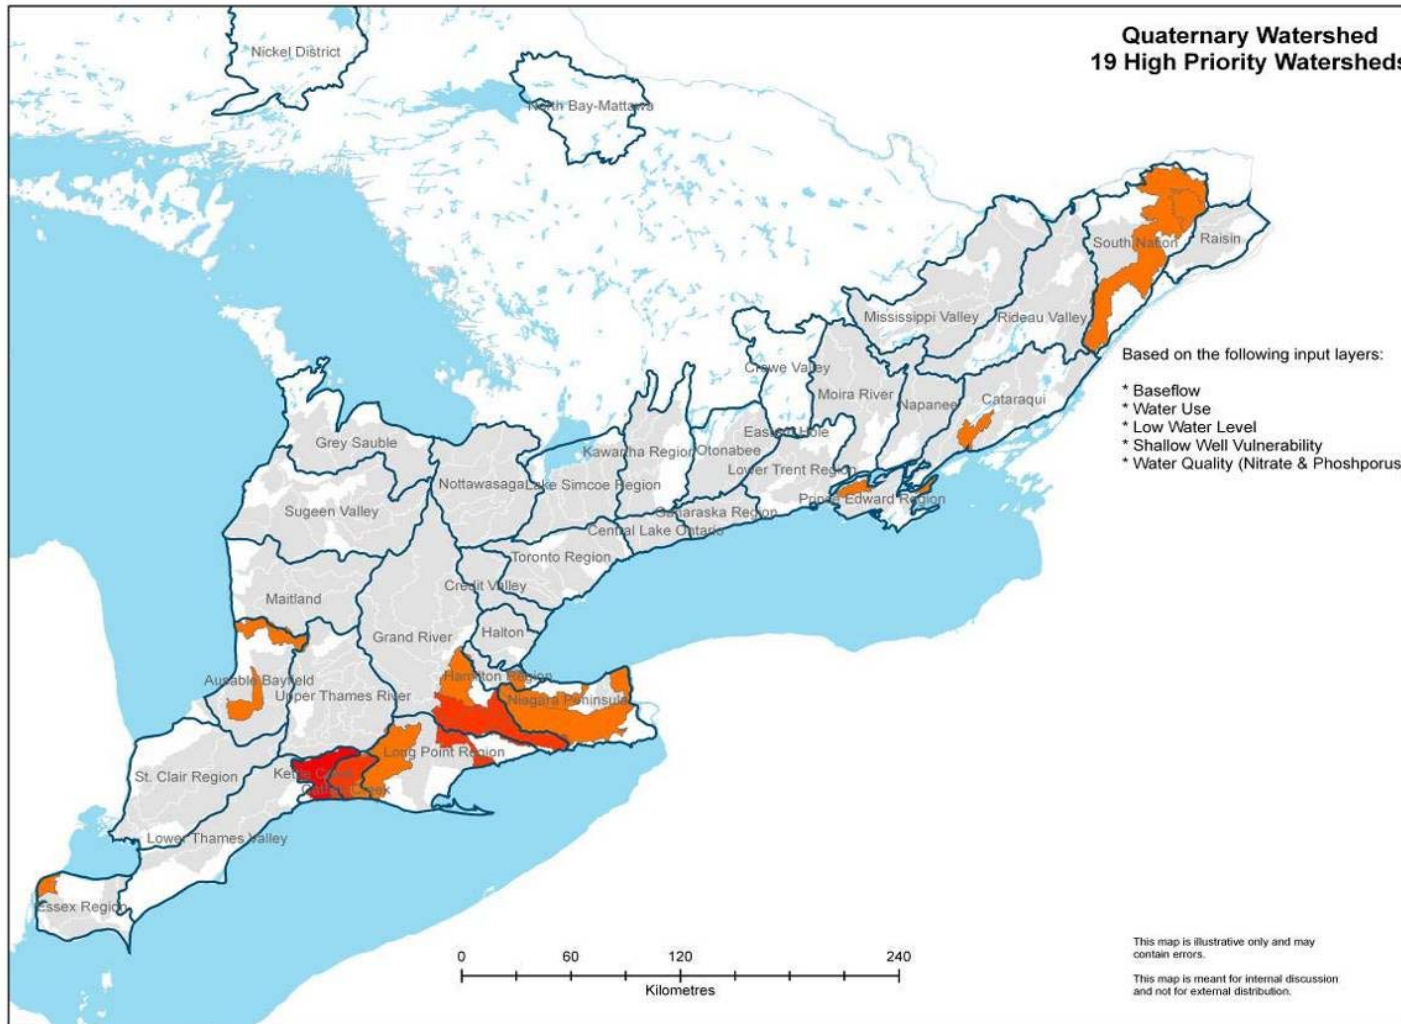 Quaternary Watershed
19 High Priority Watersheds
Nickel District
North Bay-Mattawa
South Nation
Raisin
Mississippi Valley
Rideau Valley
Based on the following input layers:
* Baseflow
* Water Use
* Low Water Level
* Shallow Well Vulnerability
* Water Quality (Nitrate & Phoshporus
Crowe Valley
Moira River
Napanee
Cataraqui
Grey Sauble
Kawartha Region
Otonabee
Lower Trent Region
Nottawasaga
Lake Simcoe Region
Prince Edward Region
Sugeen Valley
Ganaraska Region
Central Lake Ontario
Toronto Region
Credit Valley
Maitland
Grand River
Halton
Ausable Bayfield
Upper Thames River
Hamilton Region
Niagara Peninsula
Long Point Region
St. Clair Region
Kettle Creek
Catfish Creek
Lower Thames Valley
Essex Region
0 60 120 240
Kilometres
This map is illustrative only and may
contain errors.
This map is meant for internal discussion
and not for external distribution.